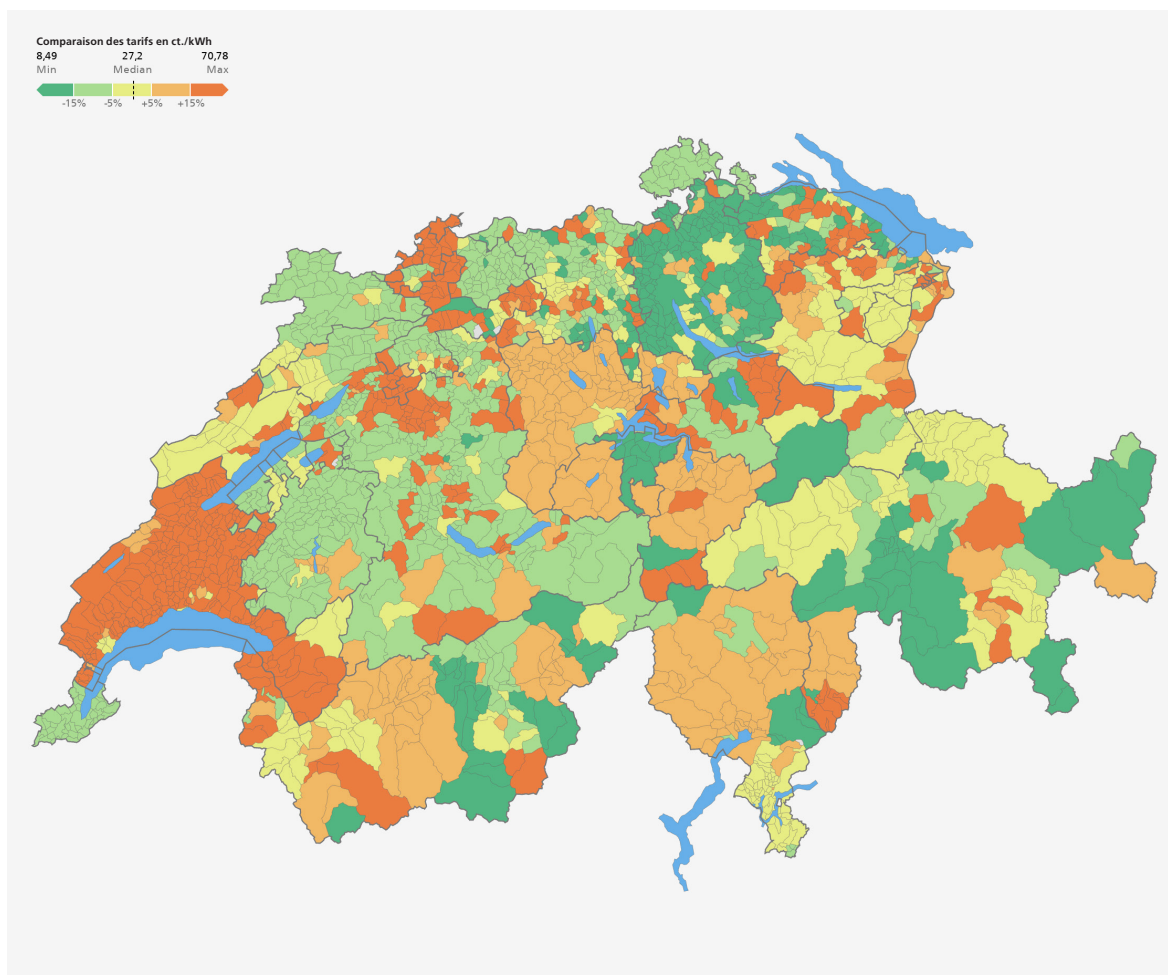 Comparaison des tarifs en ct./kWh
8,49 27,2 70,78
Min Median Max
-15% -5% +5% +15%